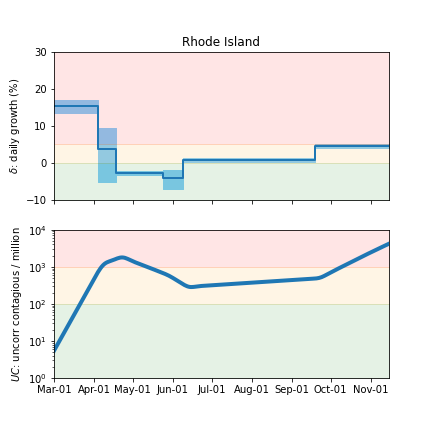 Rhode Island
δ: daily growth (%)
30
20
10
0
−10
UC: uncorr contagious / million
10⁴
10³
10²
10¹
10⁰
Mar-01 Apr-01 May-01 Jun-01 Jul-01 Aug-01 Sep-01 Oct-01 Nov-01